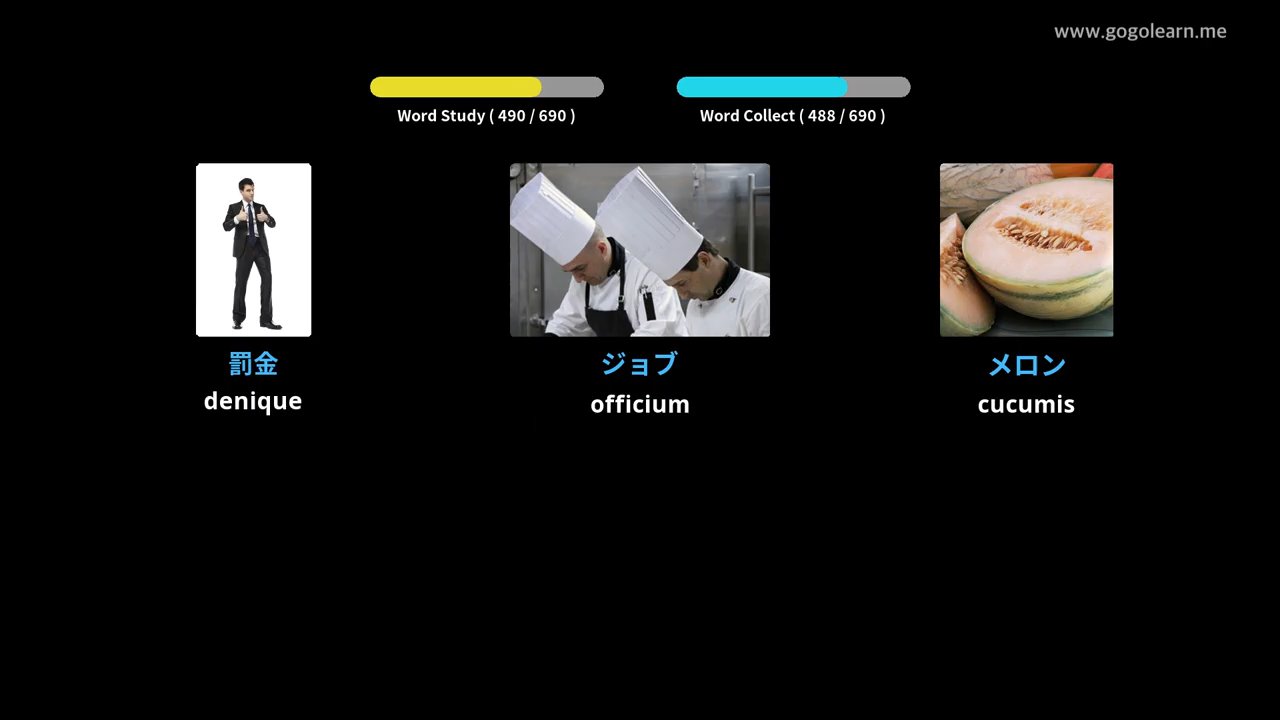 www.gogolearn.me
Word Study ( 490 / 690 )
Word Collect ( 488 / 690 )
罰金
denique
ジョブ
officium
メロン
cucumis